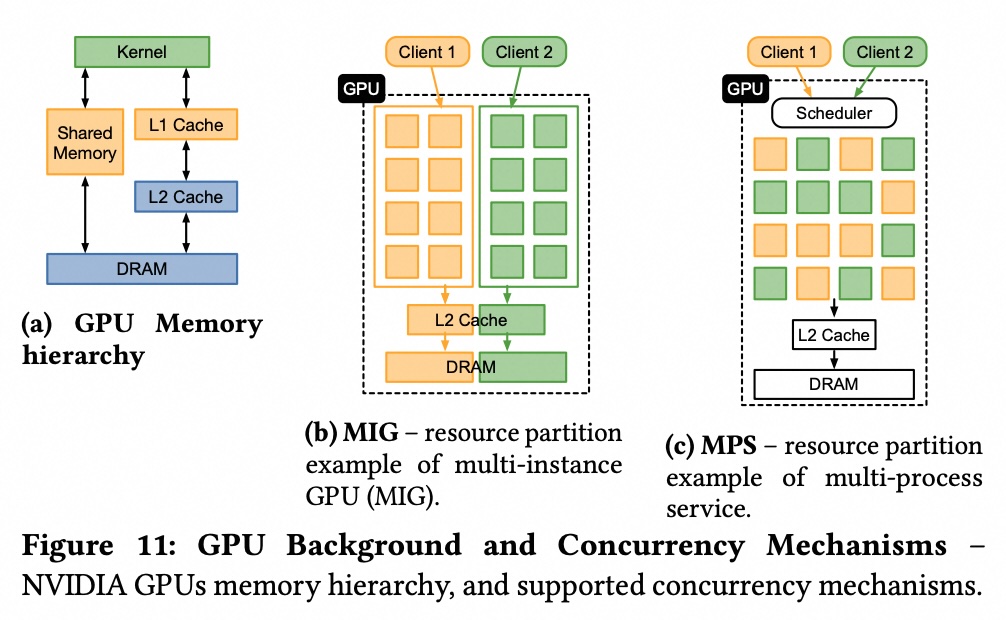 Kernel
Shared
Memory
L1 Cache
L2 Cache
DRAM
(a) GPU Memory
hierarchy
Client 1
Client 2
GPU
L2 Cache
DRAM
(b) MIG – resource partition
example of multi-instance
GPU (MIG).
Client 1
Client 2
GPU
Scheduler
L2 Cache
DRAM
(c) MPS – resource partition
example of multi-process
service.
Figure 11: GPU Background and Concurrency Mechanisms –
NVIDIA GPUs memory hierarchy, and supported concurrency mechanisms.